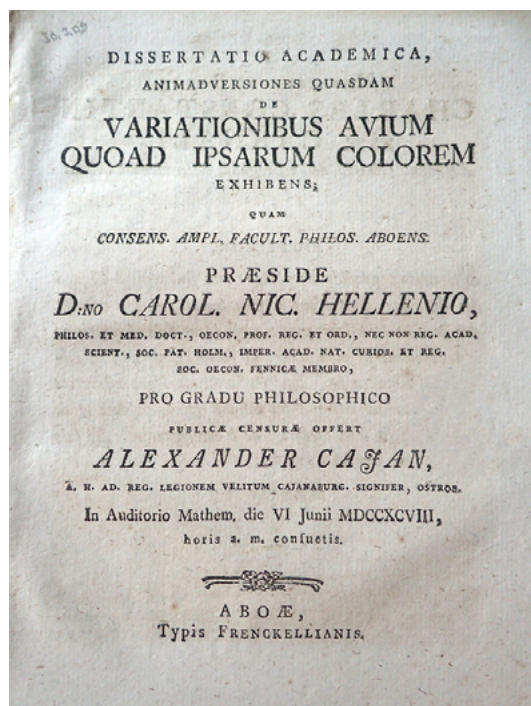 30.209
DISSERTATIO ACADEMICA,
ANIMADVERSIONES QUASDAM
DE
VARIATIONIBUS AVIUM
QUOAD IPSARUM COLOREM
EXHIBENS;
QUAM
CONSENS. AMPL. FACULT. PHILOS. ABOENS.
PRÆSIDE
D:NO CAROL. NIC. HELLENIO,
PHILOS. ET MED. DOCT., OECON. PROF. REG. ET ORD., NEC NON REG. ACAD.
SCIENT., SOC. PAT. HOLM., IMPER. ACAD. NAT. CURIOS. ET REG.
SOC. OECON. FENNICÆ MEMBRO,
PRO GRADU PHILOSOPHICO
PUBLICÆ CENSURÆ OFFERT
ALEXANDER CAJAN,
A. H. AD. REG. LEGIONEM VELITUM CAJANABURG. SIGNIFER, OSTROB.
In Auditorio Mathem. die VI Junii MDCCXCVIII,
horis a. m. conſuetis.
ABOÆ,
Typis FRENCKELLIANIS.